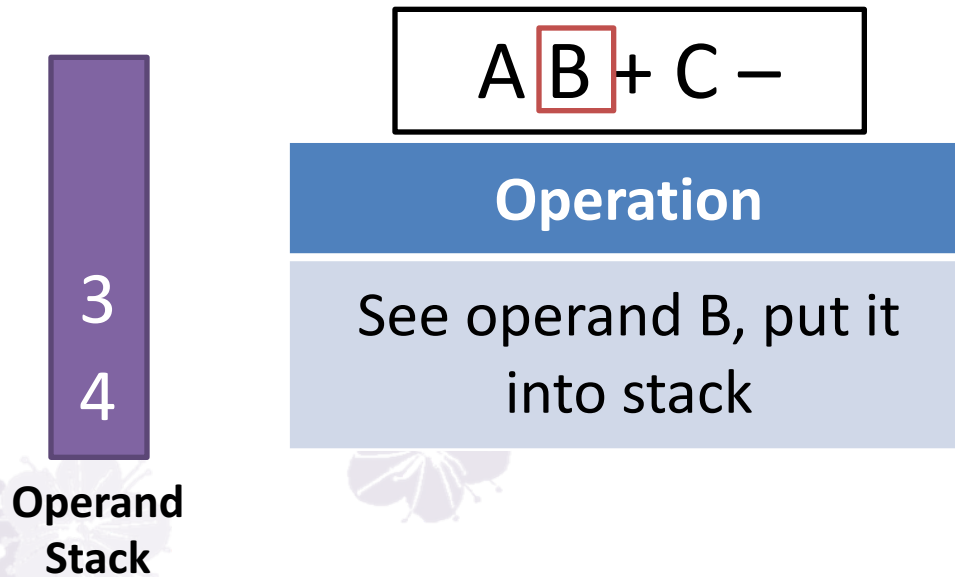 A B + C –
Operation
See operand B, put it
into stack
3
4
Operand
Stack